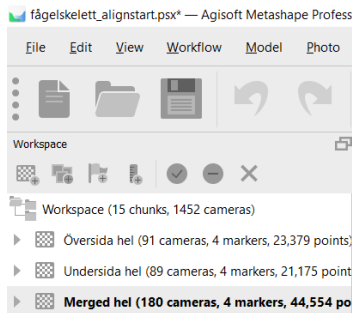 fågelskelett_alignstart.psx* — Agisoft Metashape Profess
File Edit View Workflow Model Photo
Workspace
Workspace (15 chunks, 1452 cameras)
Översida hel (91 cameras, 4 markers, 23,379 points)
Undersida hel (89 cameras, 4 markers, 21,175 point
Merged hel (180 cameras, 4 markers, 44,554 po